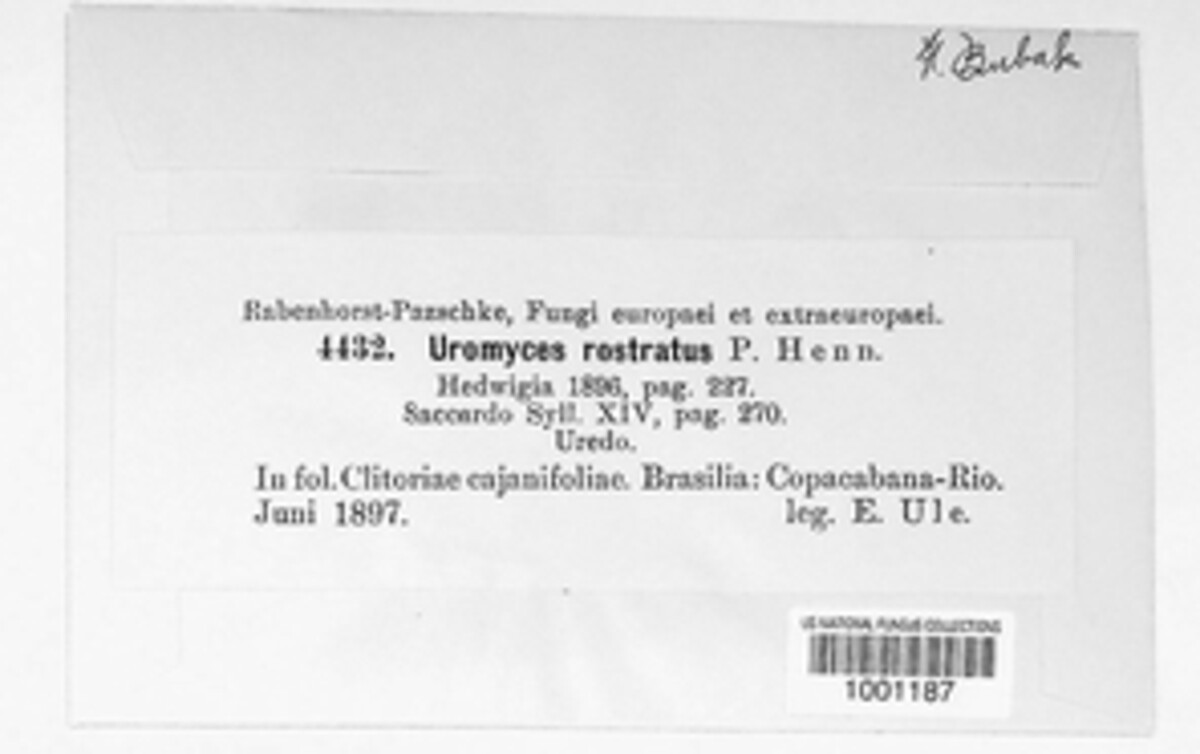 F. Bubak
Rabenhorst-Pazschke, Fungi europaei et extraeuropaei.
4432. Uromyces rostratus P. Henn.
Hedwigia 1896, pag. 227.
Saccardo Syll. XIV, pag. 270.
Uredo.
In fol. Clitoriae cajanifoliae. Brasilia: Copacabana-Rio.
Juni 1897. leg. E. Ule.
US NATIONAL FUNGUS COLLECTIONS
1001187